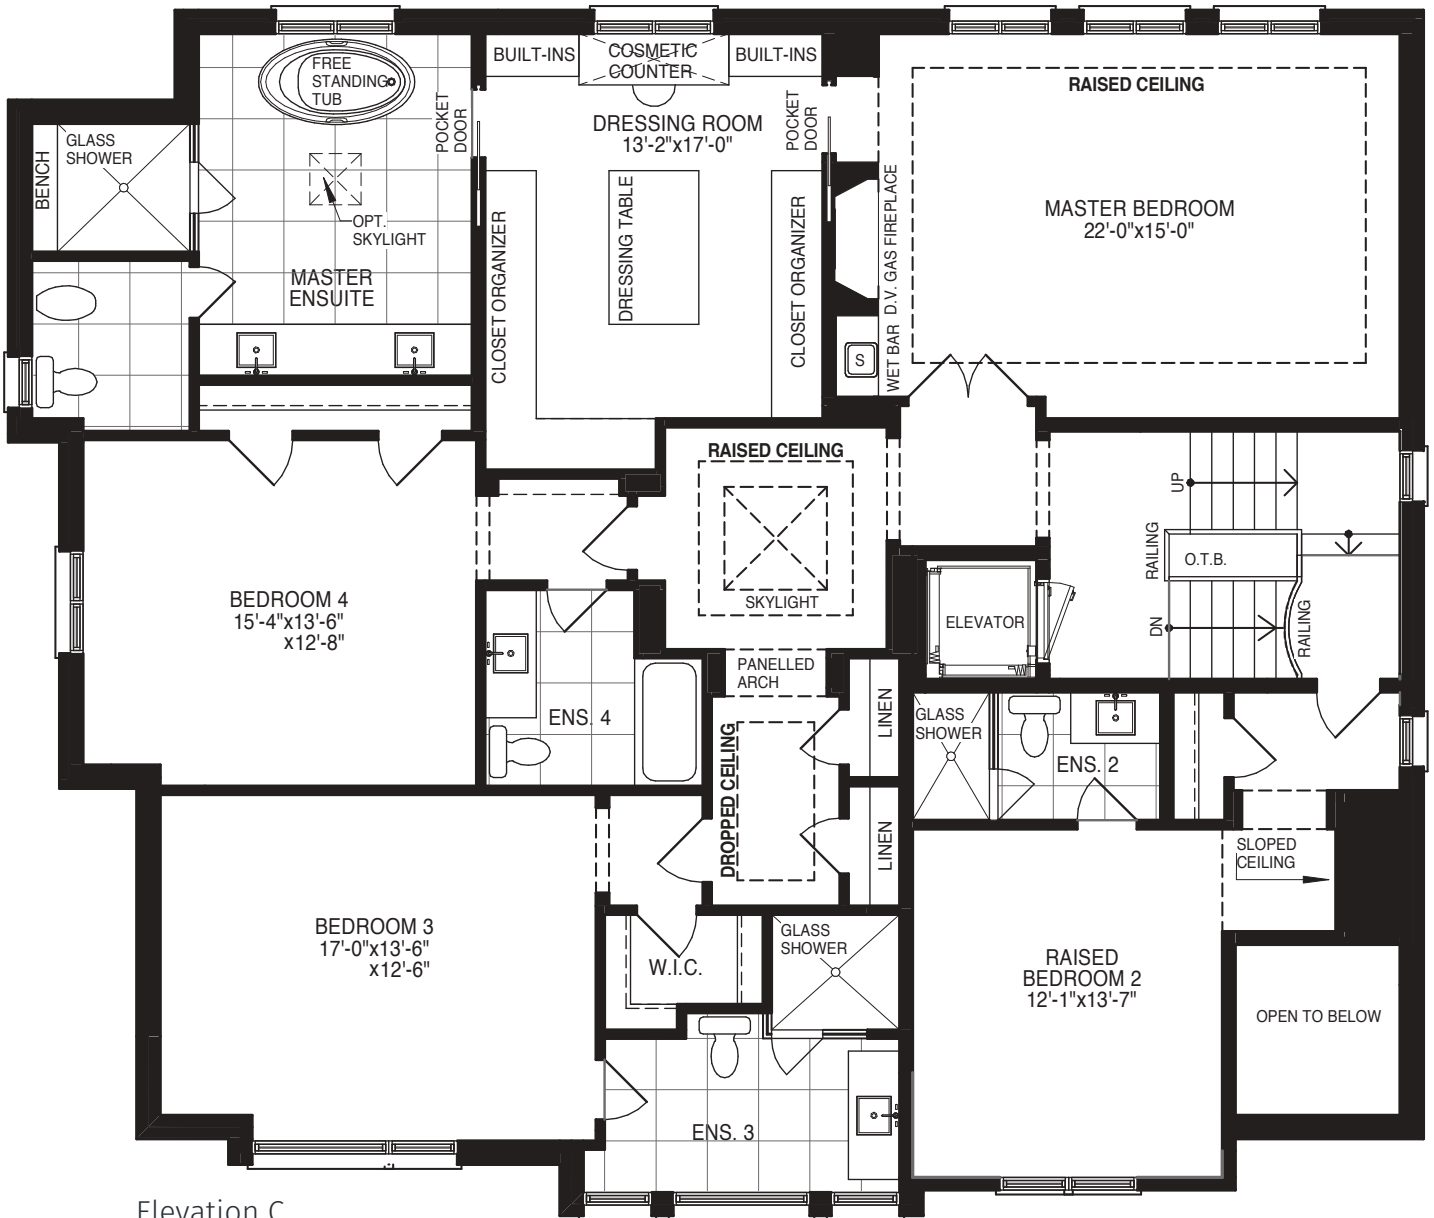 FREE
STANDING
TUB
POCKET
DOOR
BUILT-INS
COSMETIC
COUNTER
BUILT-INS
POCKET
DOOR
DRESSING ROOM
13'-2"x17'-0"
RAISED CEILING
GLASS
SHOWER
BENCH
OPT.
SKYLIGHT
MASTER
ENSUITE
CLOSET ORGANIZER
DRESSING TABLE
CLOSET ORGANIZER
WET BAR
D.V. GAS FIREPLACE
S
MASTER BEDROOM
22'-0"x15'-0"
RAISED CEILING
SKYLIGHT
UP
RAILING
O.T.B.
DN
RAILING
ELEVATOR
BEDROOM 4
15'-4"x13'-6"
x12'-8"
ENS. 4
PANELLED
ARCH
LINEN
DROPPED CEILING
LINEN
GLASS
SHOWER
ENS. 2
SLOPED
CEILING
BEDROOM 3
17'-0"x13'-6"
x12'-6"
W.I.C.
GLASS
SHOWER
RAISED
BEDROOM 2
12'-1"x13'-7"
OPEN TO BELOW
ENS. 3
Elevation C